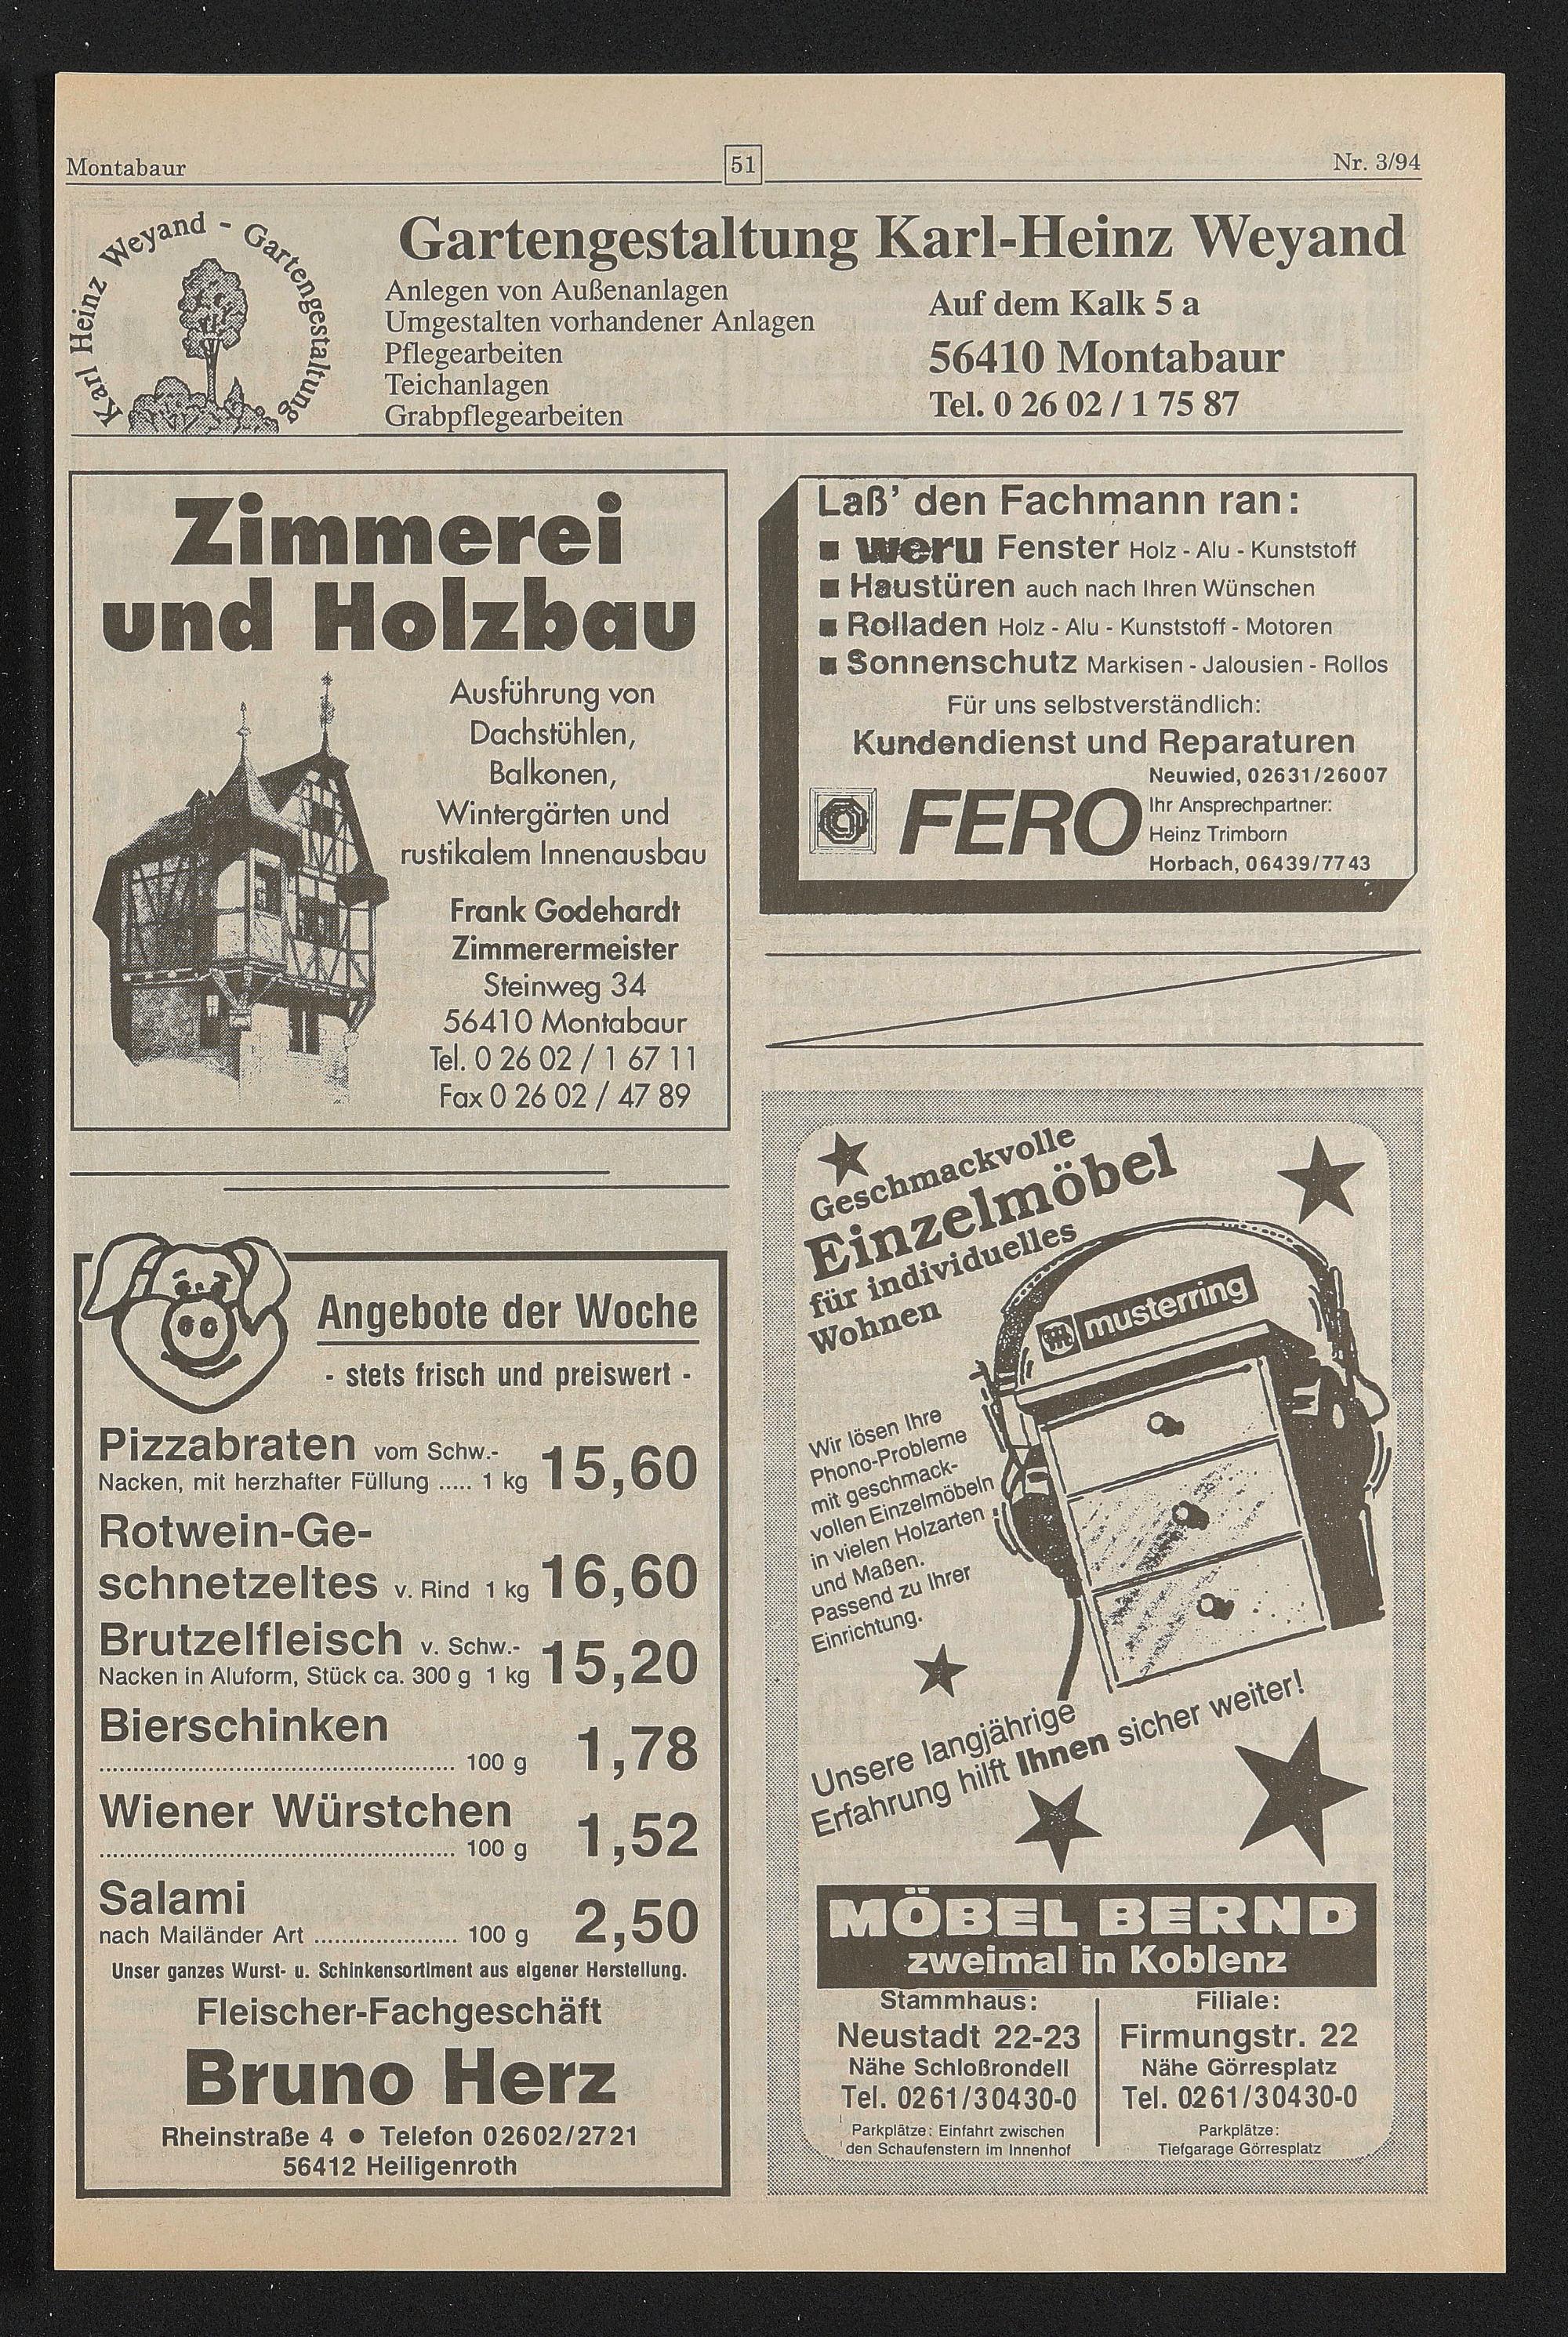 Montabaur
51
Nr. 3/94
Karl Heinz Weyand - Gartengestaltung
Gartengestaltung Karl-Heinz Weyand
Anlegen von Außenanlagen
Umgestalten vorhandener Anlagen
Pflegearbeiten
Teichanlagen
Grabpflegearbeiten
Auf dem Kalk 5 a
56410 Montabaur
Tel. 0 26 02 / 1 75 87
Zimmerei
und Holzbau
Ausführung von
Dachstühlen,
Balkonen,
Wintergärten und
rustikalem Innenausbau
Frank Godehardt
Zimmerermeister
Steinweg 34
56410 Montabaur
Tel. 0 26 02 / 1 67 11
Fax 0 26 02 / 47 89
Laß' den Fachmann ran:
■ weru Fenster Holz - Alu - Kunststoff
■ Haustüren auch nach Ihren Wünschen
■ Rolladen Holz - Alu - Kunststoff - Motoren
■ Sonnenschutz Markisen - Jalousien - Rollos
Für uns selbstverständlich:
Kundendienst und Reparaturen
FERO
Neuwied, 02631/26007
Ihr Ansprechpartner:
Heinz Trimborn
Horbach, 06439/7743
Angebote der Woche
- stets frisch und preiswert -
Pizzabraten vom Schw.-
Nacken, mit herzhafter Füllung ..... 1 kg 15,60
Rotwein-Ge-
schnetzeltes v. Rind 1 kg 16,60
Brutzelfleisch v. Schw.-
Nacken in Aluform, Stück ca. 300 g 1 kg 15,20
Bierschinken
..................................................... 100 g 1,78
Wiener Würstchen
..................................................... 100 g 1,52
Salami
nach Mailänder Art ..................... 100 g 2,50
Unser ganzes Wurst- u. Schinkensortiment aus eigener Herstellung.
Fleischer-Fachgeschäft
Bruno Herz
Rheinstraße 4 ● Telefon 02602/2721
56412 Heiligenroth
Geschmackvolle
Einzelmöbel
für individuelles
Wohnen
musterring
Wir lösen Ihre
Phono-Probleme
mit geschmack-
vollen Einzelmöbeln
in vielen Holzarten
und Maßen.
Passend zu Ihrer
Einrichtung.
Unsere langjährige
Erfahrung hilft Ihnen sicher weiter!
MÖBEL BERND
zweimal in Koblenz
Stammhaus:
Neustadt 22-23
Nähe Schloßrondell
Tel. 0261/30430-0
Parkplätze: Einfahrt zwischen
den Schaufenstern im Innenhof
Filiale:
Firmungstr. 22
Nähe Görresplatz
Tel. 0261/30430-0
Parkplätze:
Tiefgarage Görresplatz